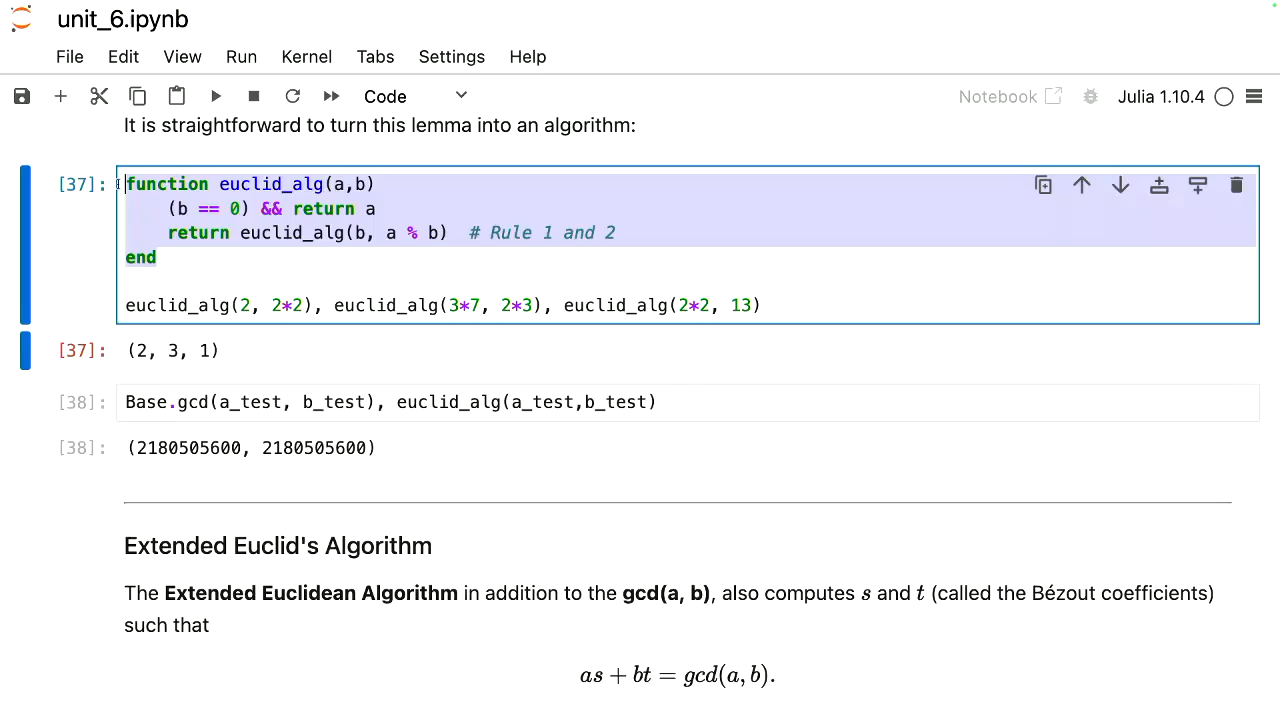 unit_6.ipynb
File Edit View Run Kernel Tabs Settings Help
Code Notebook Julia 1.10.4
It is straightforward to turn this lemma into an algorithm:
[37]: function euclid_alg(a,b)
(b == 0) && return a
return euclid_alg(b, a % b)  # Rule 1 and 2
end
euclid_alg(2, 2*2), euclid_alg(3*7, 2*3), euclid_alg(2*2, 13)
[37]: (2, 3, 1)
[38]: Base.gcd(a_test, b_test), euclid_alg(a_test,b_test)
[38]: (2180505600, 2180505600)
Extended Euclid's Algorithm
The Extended Euclidean Algorithm in addition to the gcd(a, b), also computes s and t (called the Bézout coefficients)
such that
as + bt = gcd(a, b).